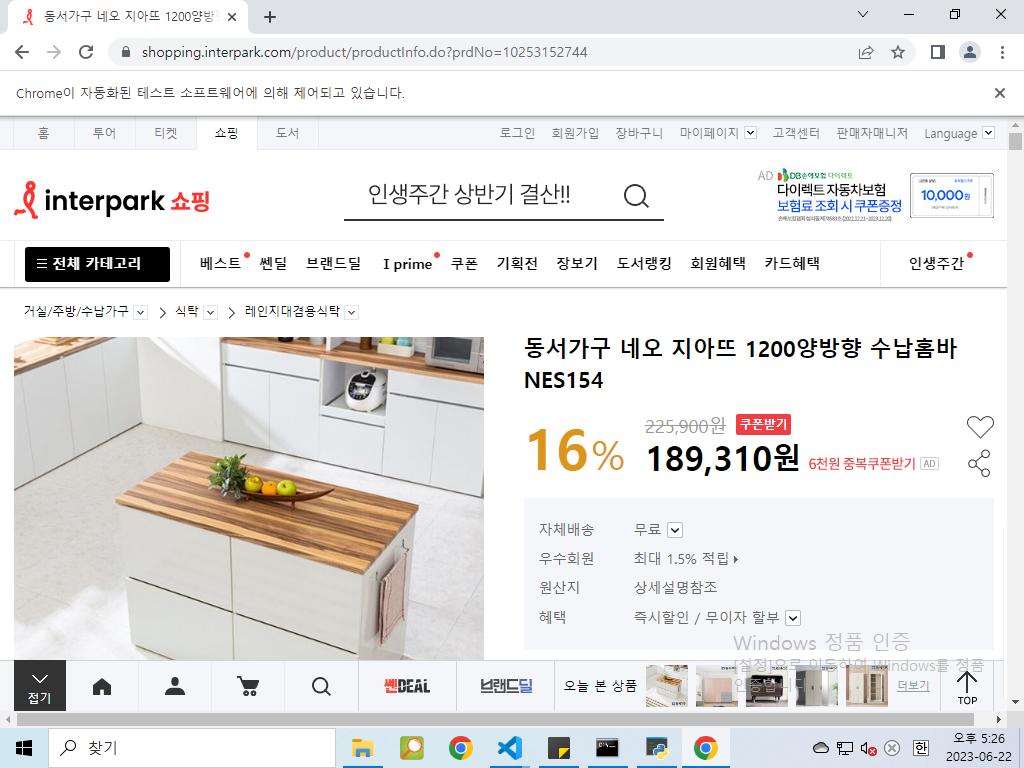 동서가구 네오 지아뜨 1200양방향
shopping.interpark.com/product/productInfo.do?prdNo=10253152744
Chrome이 자동화된 테스트 소프트웨어에 의해 제어되고 있습니다.
홈 투어 티켓 쇼핑 도서 로그인 회원가입 장바구니 마이페이지 고객센터 판매자매니저 Language
interpark 쇼핑
인생주간 상반기 결산!!
AD DB손해보험 다이렉트
다이렉트 자동차보험
보험료 조회 시 쿠폰증정
10,000원
전체 카테고리 베스트 쎈딜 브랜드딜 I prime 쿠폰 기획전 장보기 도서랭킹 회원혜택 카드혜택 인생주간
거실/주방/수납가구 식탁 레인지대겸용식탁
동서가구 네오 지아뜨 1200양방향 수납홈바
NES154
16% 225,900원 쿠폰받기
189,310원 6천원 중복쿠폰받기 AD
자체배송 무료
우수회원 최대 1.5% 적립
원산지 상세설명참조
혜택 즉시할인 / 무이자 할부
Windows 정품 인증
[설정]으로 이동하여 Windows를 정품
인증합니다.
접기 쎈DEAL 브랜드딜 오늘 본 상품 더보기 TOP
찾기
한
오후 5:26
2023-06-22